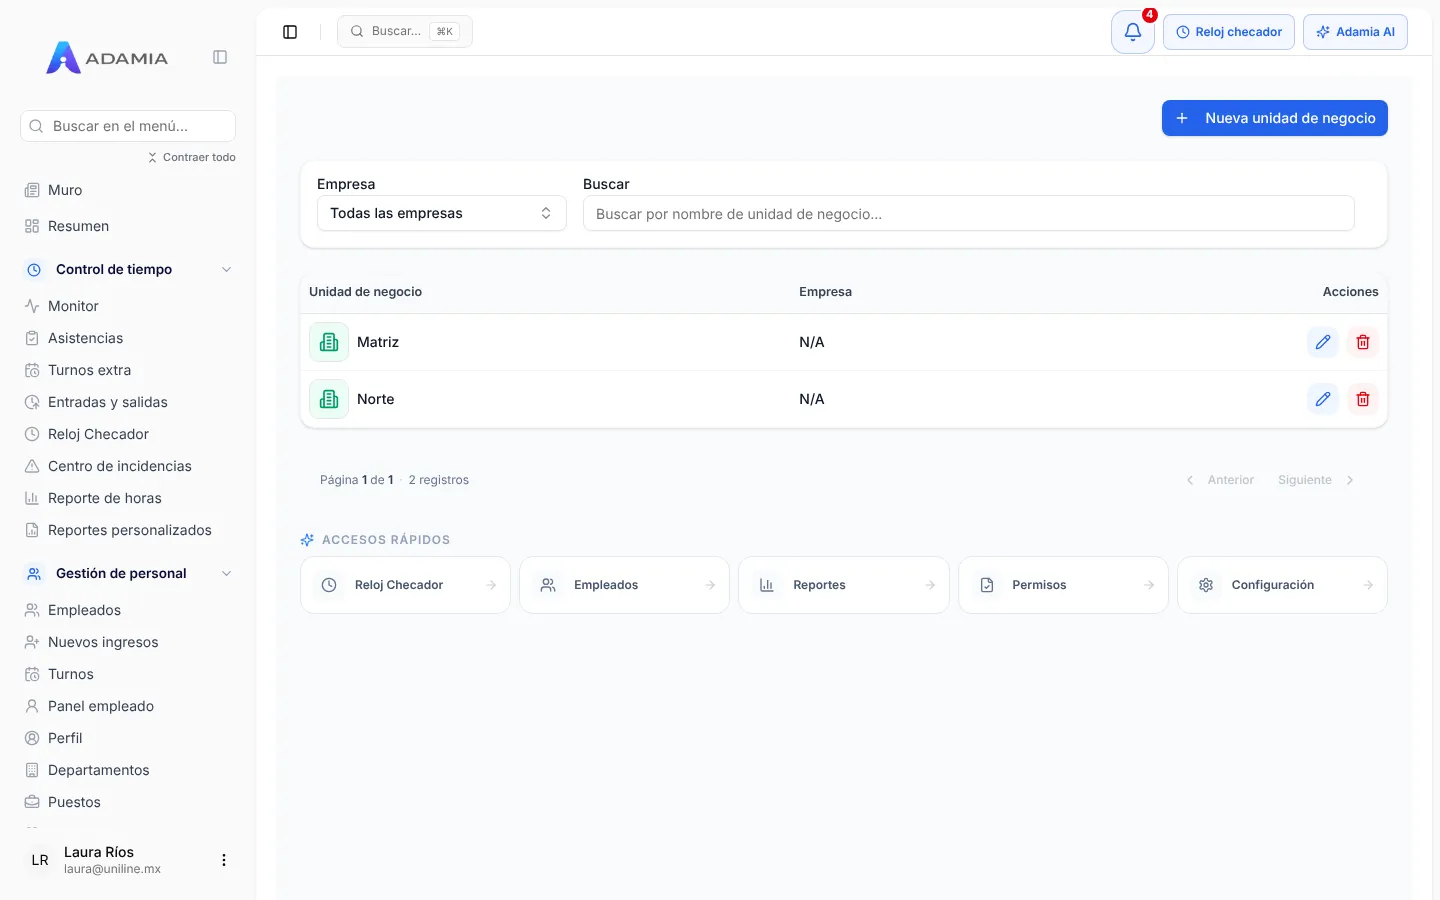 ADAMIA
Buscar en el menú...
Contraer todo
Muro
Resumen
Control de tiempo
Monitor
Asistencias
Turnos extra
Entradas y salidas
Reloj Checador
Centro de incidencias
Reporte de horas
Reportes personalizados
Gestión de personal
Empleados
Nuevos ingresos
Turnos
Panel empleado
Perfil
Departamentos
Puestos
LR
Laura Ríos
laura@uniline.mx
Buscar... ⌘K
4
Reloj checador
Adamia AI
Nueva unidad de negocio
Empresa
Todas las empresas
Buscar
Buscar por nombre de unidad de negocio...
Unidad de negocio Empresa Acciones
Matriz N/A
Norte N/A
Página 1 de 1 · 2 registros
Anterior Siguiente
ACCESOS RÁPIDOS
Reloj Checador
Empleados
Reportes
Permisos
Configuración